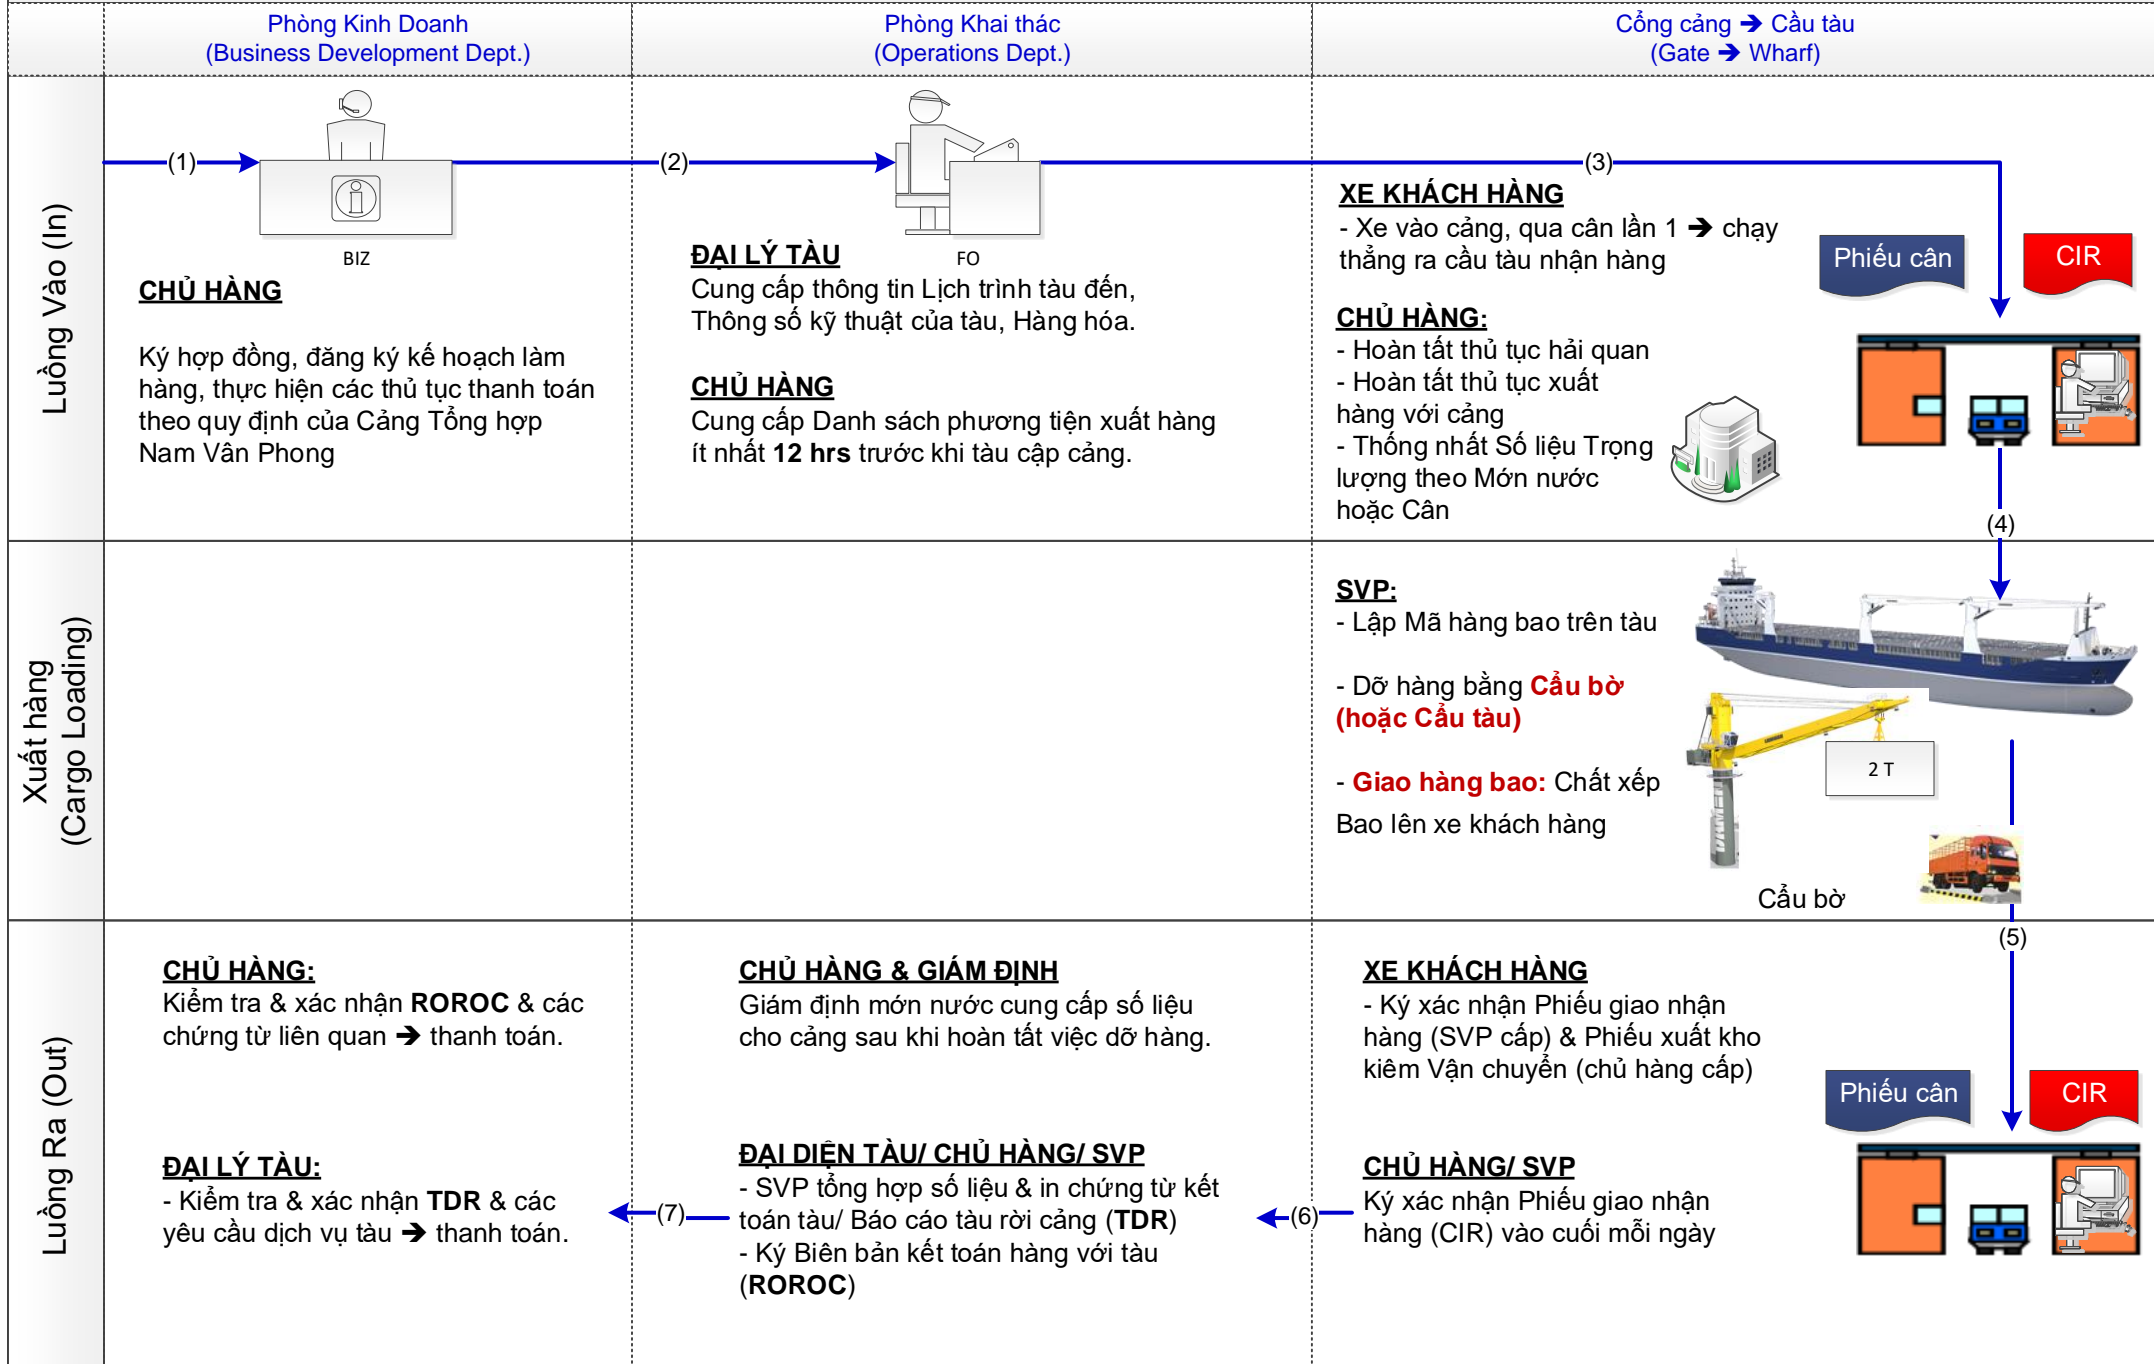 Phòng Kinh Doanh
(Business Development Dept.)
Phòng Khai thác
(Operations Dept.)
Cổng cảng ➔ Cầu tàu
(Gate ➔ Wharf)
Luồng Vào (In)
(1)
(2)
(3)
BIZ
CHỦ HÀNG
Ký hợp đồng, đăng ký kế hoạch làm
hàng, thực hiện các thủ tục thanh toán
theo quy định của Cảng Tổng hợp
Nam Vân Phong
FO
ĐẠI LÝ TÀU
Cung cấp thông tin Lịch trình tàu đến,
Thông số kỹ thuật của tàu, Hàng hóa.
CHỦ HÀNG
Cung cấp Danh sách phương tiện xuất hàng
ít nhất 12 hrs trước khi tàu cập cảng.
XE KHÁCH HÀNG
- Xe vào cảng, qua cân lần 1 ➔ chạy
thẳng ra cầu tàu nhận hàng
CHỦ HÀNG:
- Hoàn tất thủ tục hải quan
- Hoàn tất thủ tục xuất
hàng với cảng
- Thống nhất Số liệu Trọng
lượng theo Mớn nước
hoặc Cân
Phiếu cân
CIR
(4)
Xuất hàng
(Cargo Loading)
SVP:
- Lập Mã hàng bao trên tàu
- Dỡ hàng bằng Cẩu bờ
(hoặc Cẩu tàu)
- Giao hàng bao: Chất xếp
Bao lên xe khách hàng
2 T
Cẩu bờ
(5)
Luồng Ra (Out)
CHỦ HÀNG:
Kiểm tra & xác nhận ROROC & các
chứng từ liên quan ➔ thanh toán.
ĐẠI LÝ TÀU:
- Kiểm tra & xác nhận TDR & các
yêu cầu dịch vụ tàu ➔ thanh toán.
(7)
CHỦ HÀNG & GIÁM ĐỊNH
Giám định mớn nước cung cấp số liệu
cho cảng sau khi hoàn tất việc dỡ hàng.
ĐẠI DIỆN TÀU/ CHỦ HÀNG/ SVP
- SVP tổng hợp số liệu & in chứng từ kết
toán tàu/ Báo cáo tàu rời cảng (TDR)
- Ký Biên bản kết toán hàng với tàu
(ROROC)
(6)
XE KHÁCH HÀNG
- Ký xác nhận Phiếu giao nhận
hàng (SVP cấp) & Phiếu xuất kho
kiêm Vận chuyển (chủ hàng cấp)
CHỦ HÀNG/ SVP
Ký xác nhận Phiếu giao nhận
hàng (CIR) vào cuối mỗi ngày
Phiếu cân
CIR